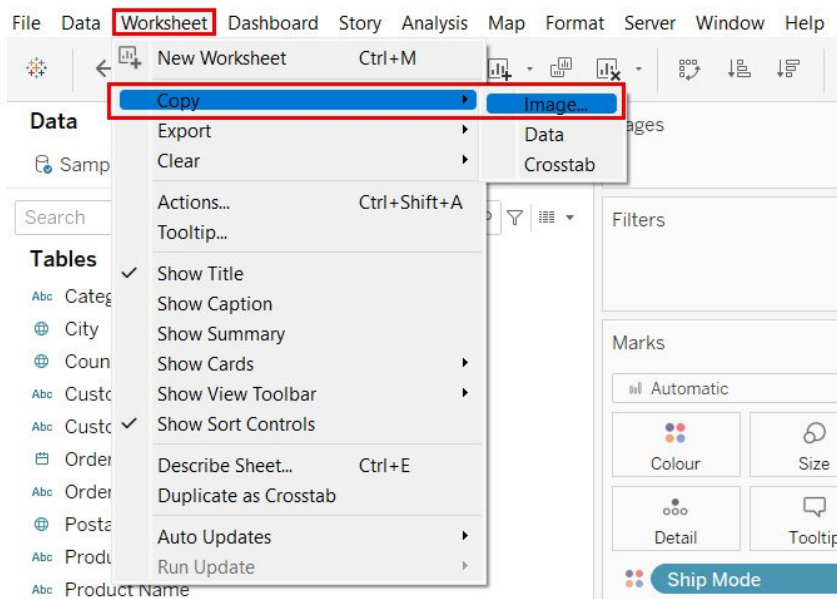 File Data Worksheet Dashboard Story Analysis Map Format Server Window Help
New Worksheet Ctrl+M
Copy
Image...
Export
Data
Clear
Crosstab
Actions... Ctrl+Shift+A
Tooltip...
Show Title
Show Caption
Show Summary
Show Cards
Show View Toolbar
Show Sort Controls
Describe Sheet... Ctrl+E
Duplicate as Crosstab
Auto Updates
Run Update
Data
Samp
Search
Tables
Abc Categ
City
Coun
Abc Custo
Abc Custo
Order
Abc Order
Posta
Abc Produ
Abc Product Name
ages
Filters
Marks
Automatic
Colour
Size
Detail
Tooltip
Ship Mode